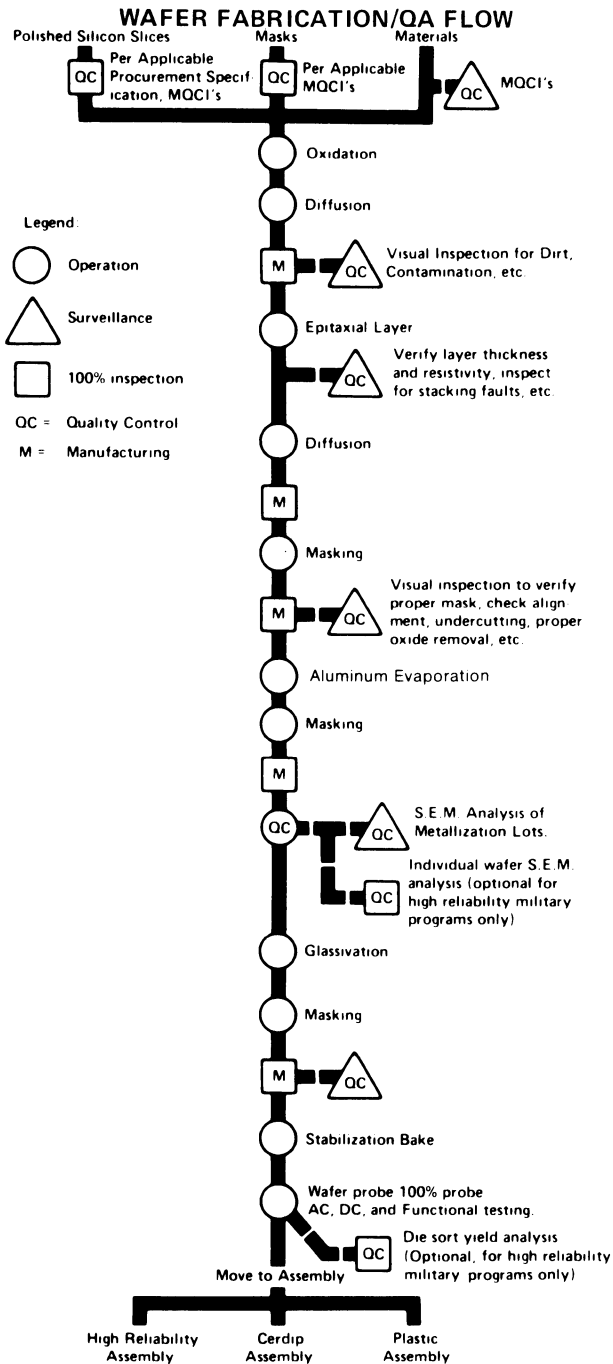 WAFER FABRICATION/QA FLOW
Polished Silicon Slices
Masks
Materials
QC
Per Applicable
Procurement Specif-
ication, MQCI's
QC
Per Applicable
MQCI's
QC
MQCI's
Oxidation
Diffusion
Legend:
Operation
Surveillance
100% inspection
QC = Quality Control
M = Manufacturing
M
QC
Visual Inspection for Dirt,
Contamination, etc.
Epitaxial Layer
QC
Verify layer thickness
and resistivity, inspect
for stacking faults, etc.
Diffusion
M
Masking
M
QC
Visual inspection to verify
proper mask, check align-
ment, undercutting, proper
oxide removal, etc.
Aluminum Evaporation
Masking
M
QC
QC
S.E.M. Analysis of
Metallization Lots.
QC
Individual wafer S.E.M.
analysis (optional for
high reliability military
programs only)
Glassivation
Masking
M
QC
Stabilization Bake
Wafer probe 100% probe
AC, DC, and Functional testing.
QC
Die sort yield analysis
(Optional, for high reliability
military programs only)
Move to Assembly
High Reliability
Assembly
Cerdip
Assembly
Plastic
Assembly